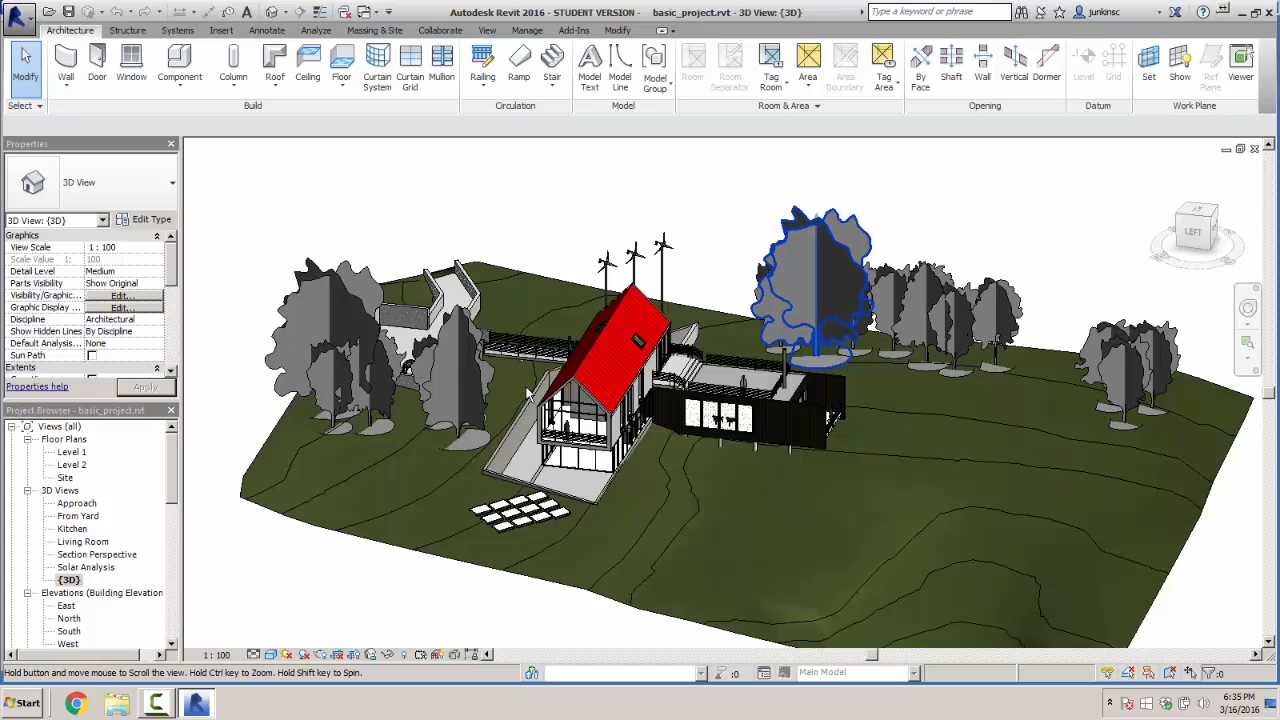 Autodesk Revit 2016 - STUDENT VERSION - basic_project.rvt - 3D View: {3D}
Type a keyword or phrase
junkinsc
Architecture Structure Systems Insert Annotate Analyze Massing & Site Collaborate View Manage Add-Ins Modify
Modify Wall Door Window Component Column Roof Ceiling Floor Curtain System Curtain Grid Mullion Railing Ramp Stair Model Text Model Line Model Group Room Room Separator Tag Room Area Area Boundary Tag Area By Face Shaft Wall Vertical Dormer Level Grid Set Show Ref Plane Viewer
Select Build Circulation Model Room & Area Opening Datum Work Plane
Properties
3D View
3D View: {3D} Edit Type
Graphics
View Scale 1 : 100
Scale Value 1: 100
Detail Level Medium
Parts Visibility Show Original
Visibility/Graphic... Edit...
Graphic Display ... Edit...
Discipline Architectural
Show Hidden Lines By Discipline
Default Analysis... None
Sun Path
Extents
Properties help Apply
Project Browser - basic_project.rvt
Views (all)
Floor Plans
Level 1
Level 2
Site
3D Views
Approach
From Yard
Kitchen
Living Room
Section Perspective
Solar Analysis
{3D}
Elevations (Building Elevation
East
North
South
West
LEFT
1 : 100
Hold button and move mouse to Scroll the view. Hold Ctrl key to Zoom. Hold Shift key to Spin.
:0
Main Model
:0
Start
6:35 PM
3/16/2016